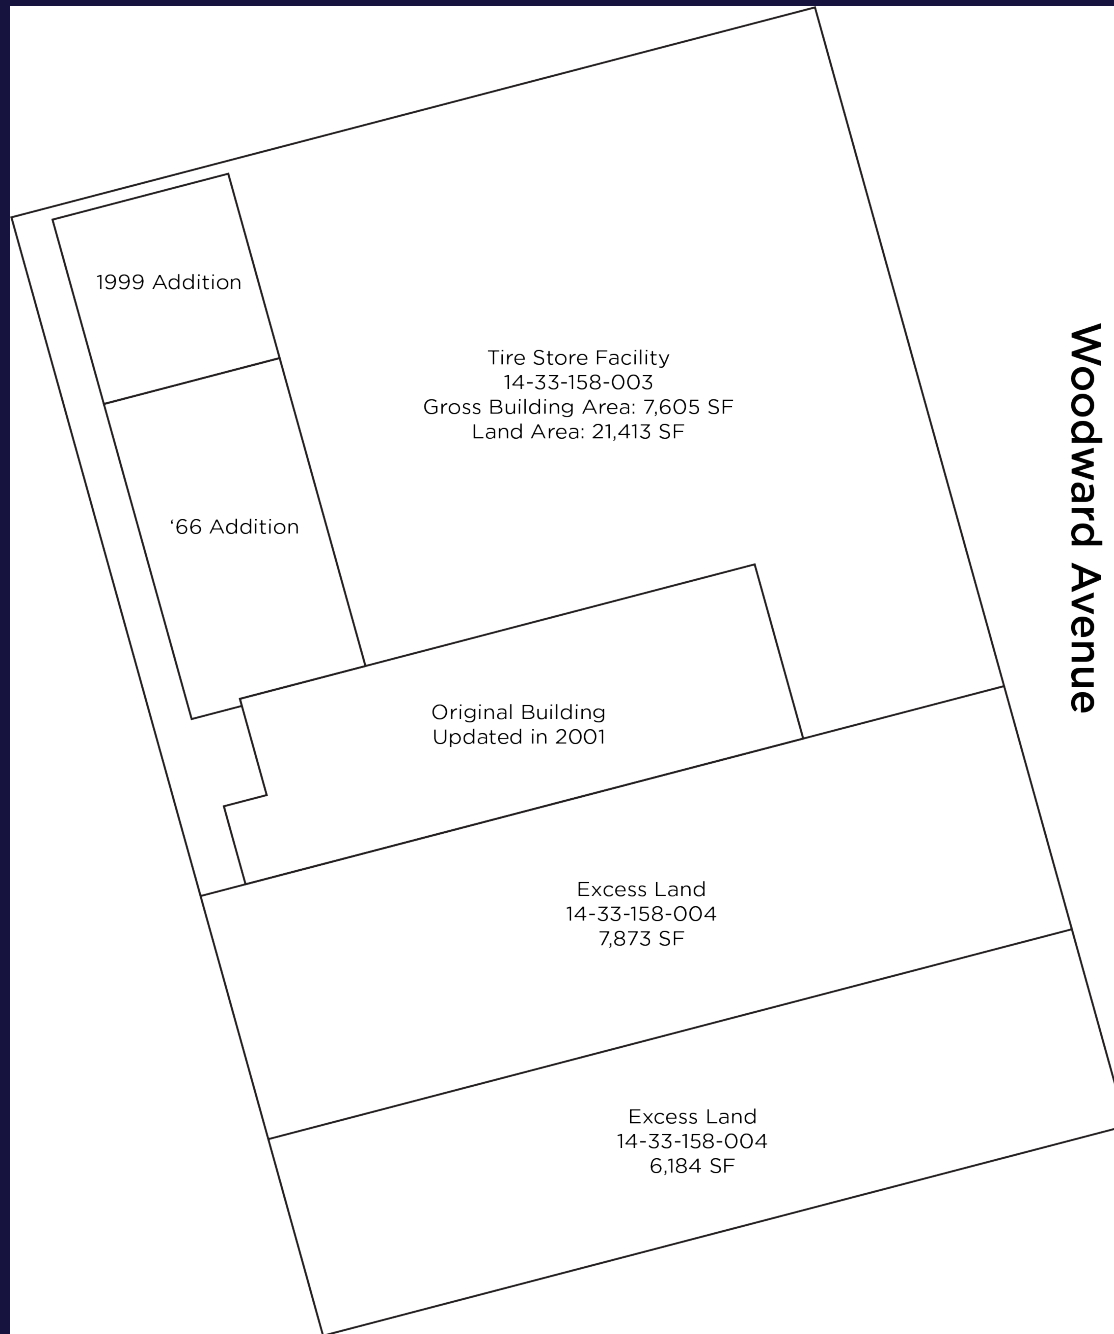 1999 Addition
Tire Store Facility
14-33-158-003
Gross Building Area: 7,605 SF
Land Area: 21,413 SF
Woodward Avenue
‘66 Addition
Original Building
Updated in 2001
Excess Land
14-33-158-004
7,873 SF
Excess Land
14-33-158-004
6,184 SF